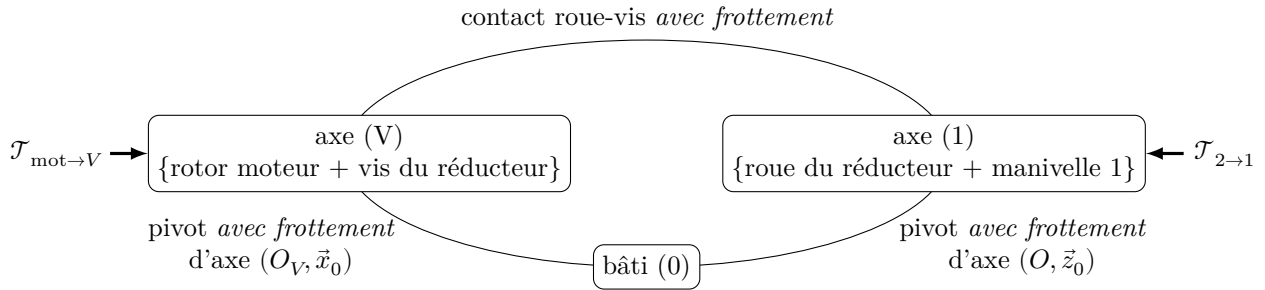 contact roue-vis avec frottement
axe (V)
{rotor moteur + vis du réducteur}
axe (1)
{roue du réducteur + manivelle 1}
𝒯mot→V
𝒯2→1
pivot avec frottement
d'axe (O_V, x⃗_0)
pivot avec frottement
d'axe (O, z⃗_0)
bâti (0)